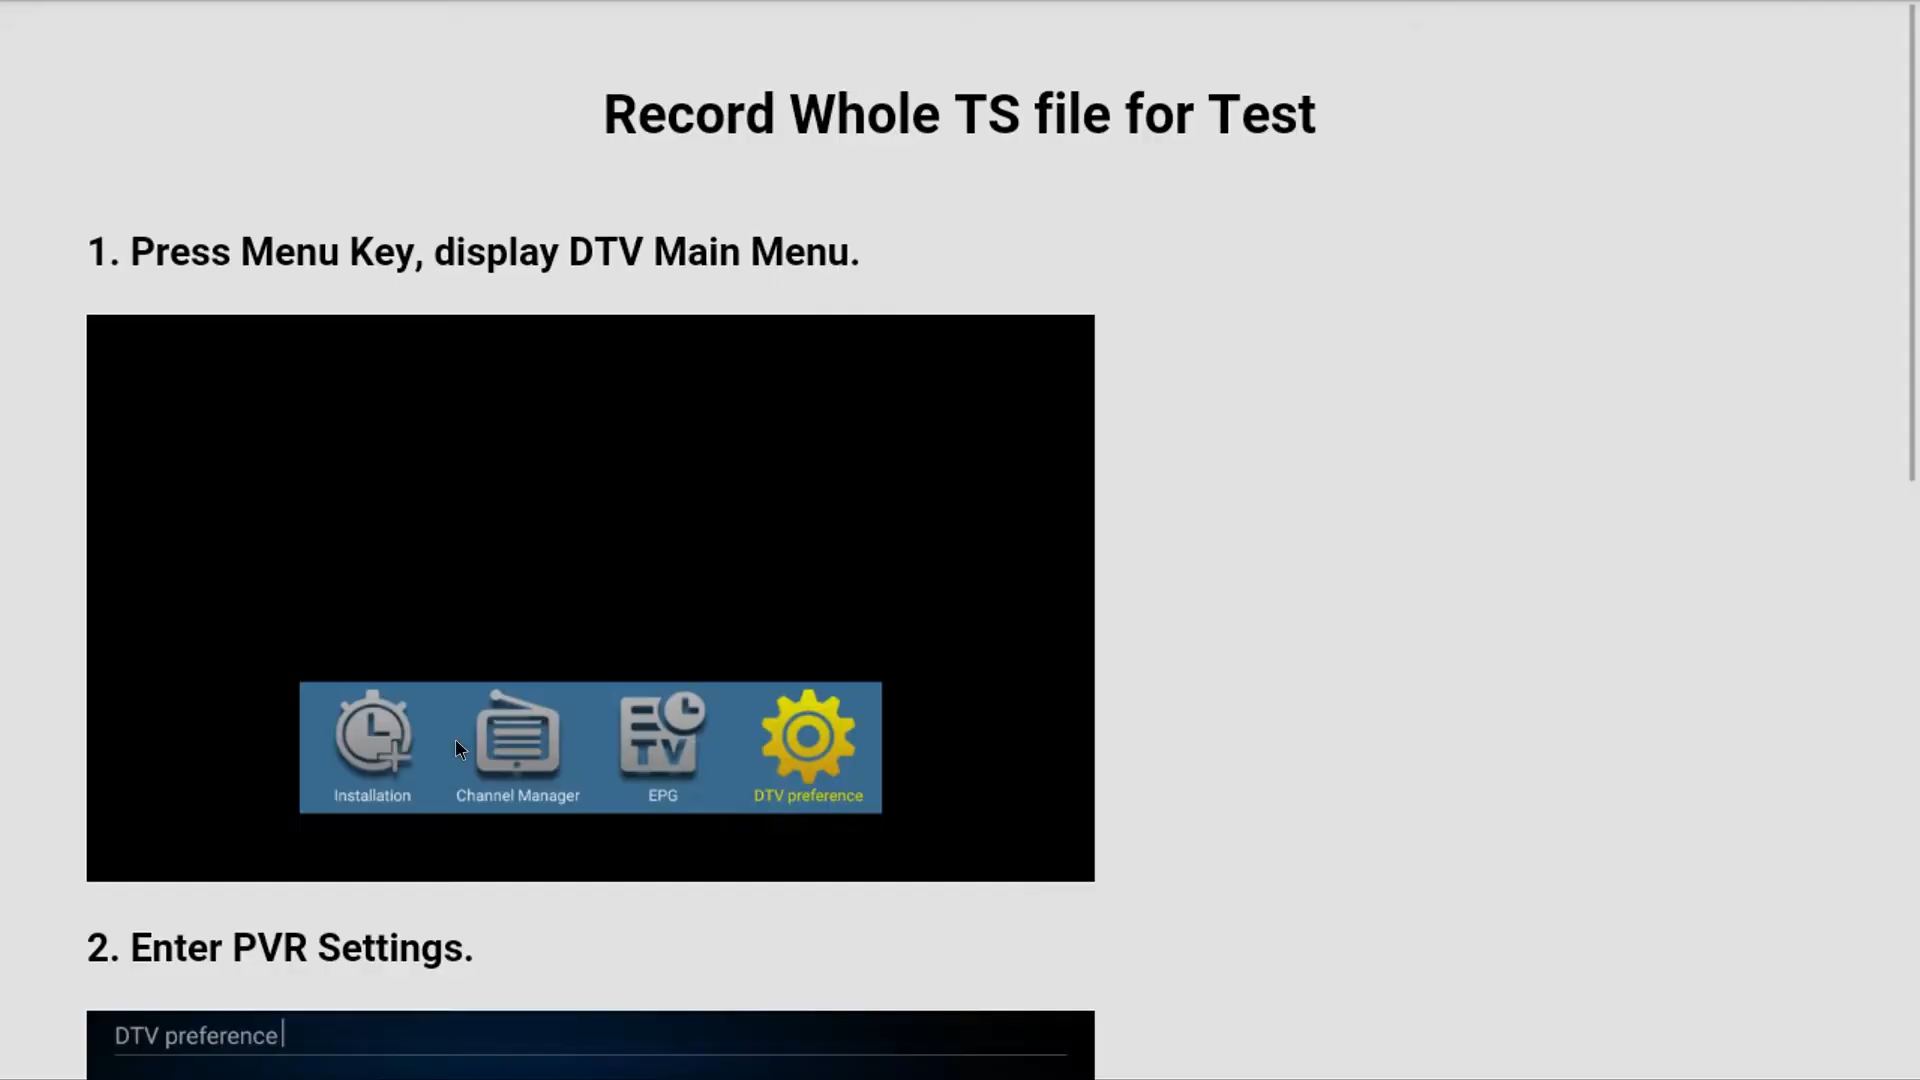 Record Whole TS file for Test
1. Press Menu Key, display DTV Main Menu.
E TV
Installation Channel Manager EPG DTV preference
2. Enter PVR Settings.
DTV preference